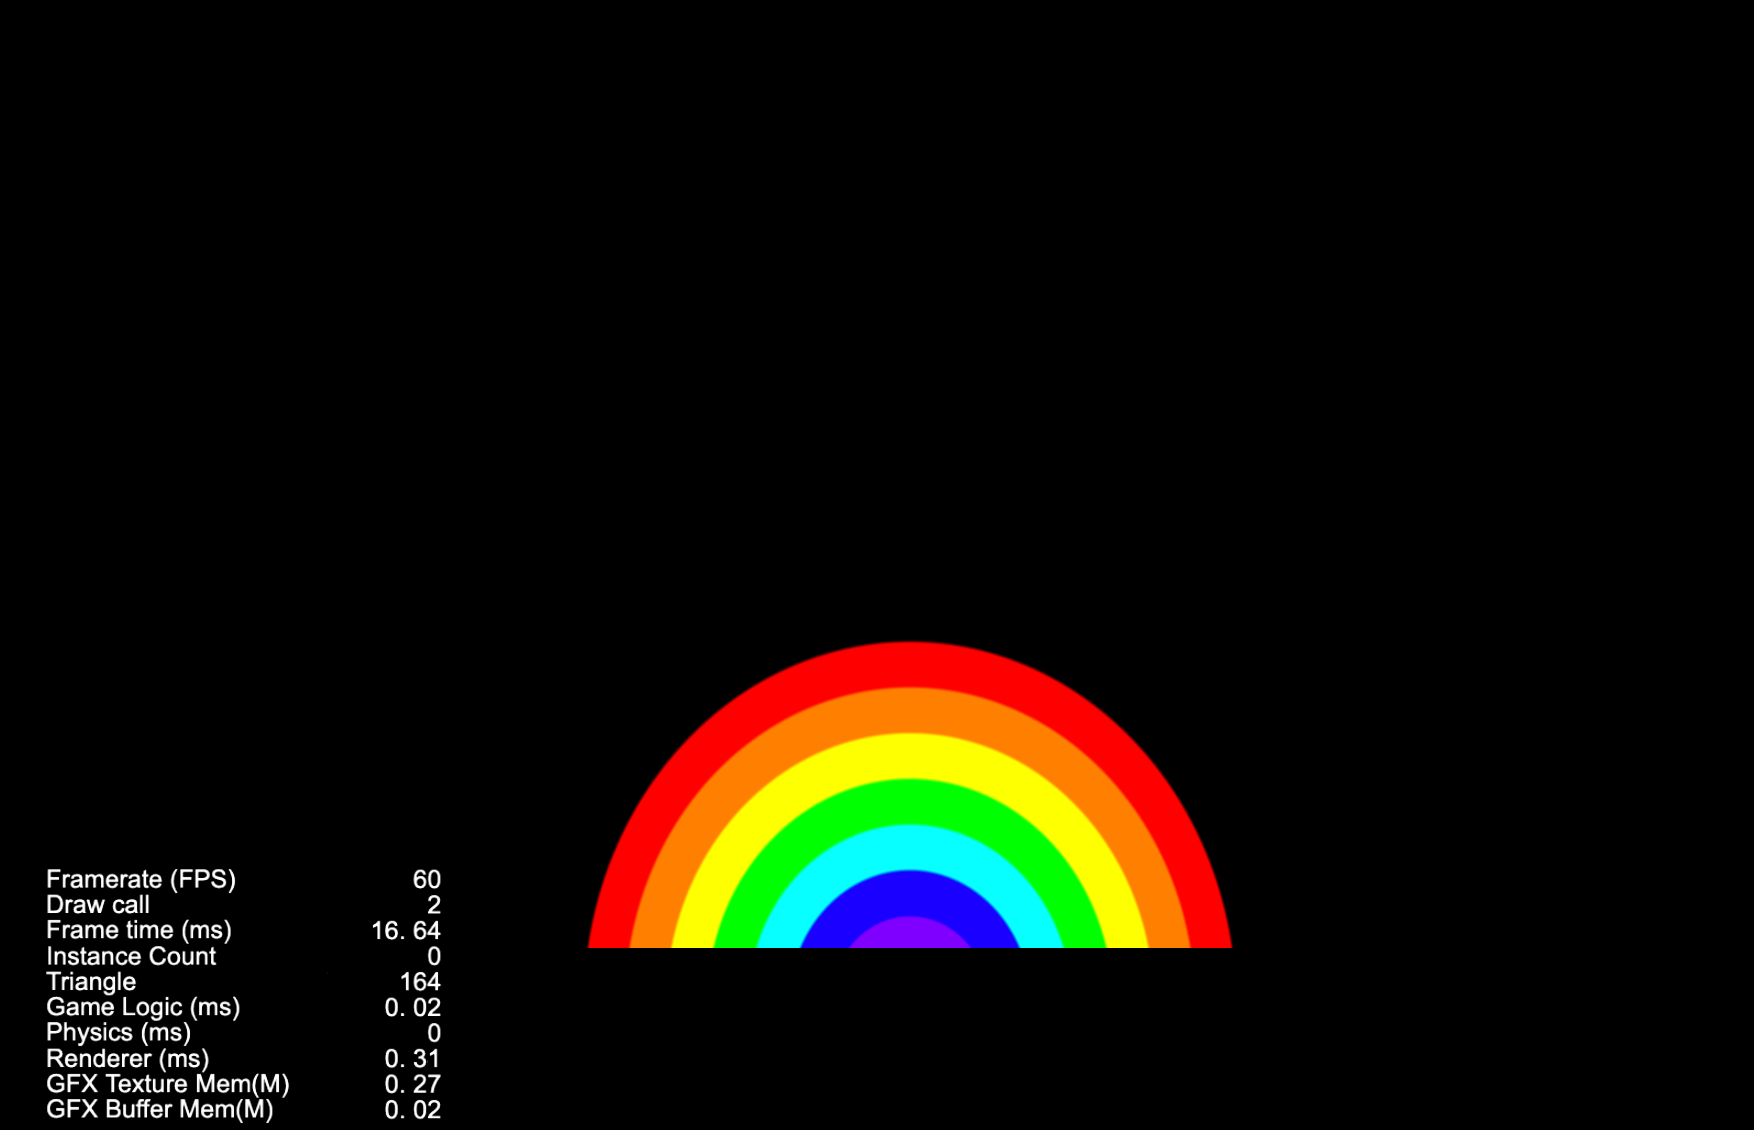 Framerate (FPS) 60
Draw call 2
Frame time (ms) 16. 64
Instance Count 0
Triangle 164
Game Logic (ms) 0. 02
Physics (ms) 0
Renderer (ms) 0. 31
GFX Texture Mem(M) 0. 27
GFX Buffer Mem(M) 0. 02